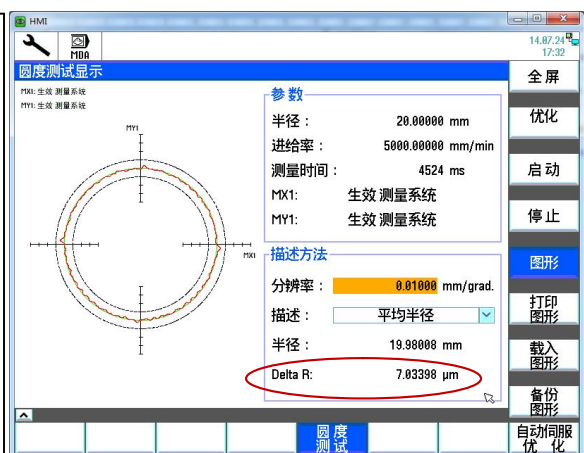 HMI
MDA
14.07.24
17:32
圆度测试显示
MX1: 生效 测量系统
MY1: 生效 测量系统
MY1
MX1
参数
半径: 20.00000 mm
进给率: 5000.00000 mm/min
测量时间: 4524 ms
MX1: 生效 测量系统
MY1: 生效 测量系统
描述方法
分辨率: 0.01000 mm/grad.
描述: 平均半径
半径: 19.98008 mm
Delta R: 7.03398 µm
全屏
优化
启动
停止
图形
打印
图形
载入
图形
备份
图形
自动伺服
优 化
圆度
测试